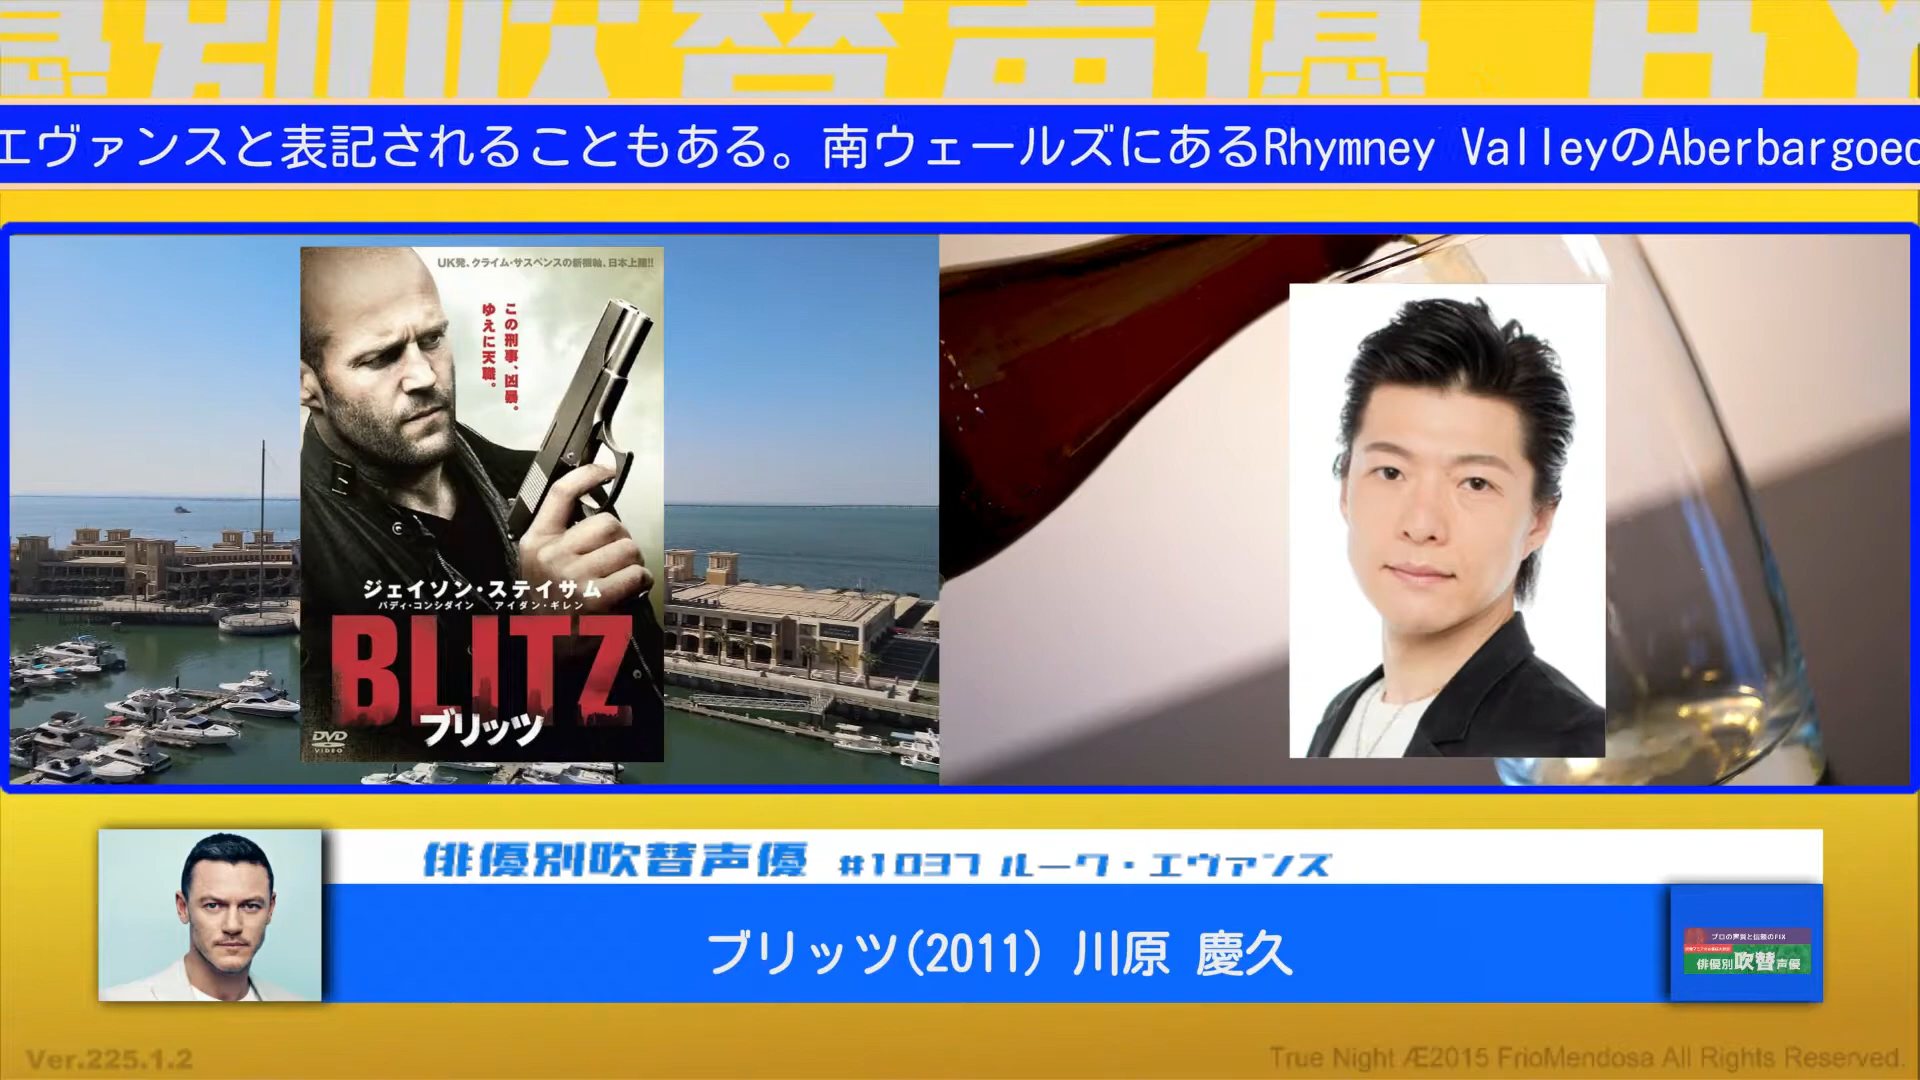 別吹替声優
エヴァンスと表記されることもある。南ウェールズにあるRhymney ValleyのAberbargoed
UK発、クライム・サスペンスの新機軸、日本上陸!!
この刑事、凶暴。
ゆえに天職。
ジェイソン・ステイサム
パディ・コンシダイン アイダン・ギレン
BLITZ
ブリッツ
DVD
VIDEO
俳優別吹替声優 #1037 ルーク・エヴァンス
ブリッツ(2011) 川原 慶久
俳優別吹替声優
Ver.225.1.2
True Night Æ2015 FrioMendosa All Rights Reserved.